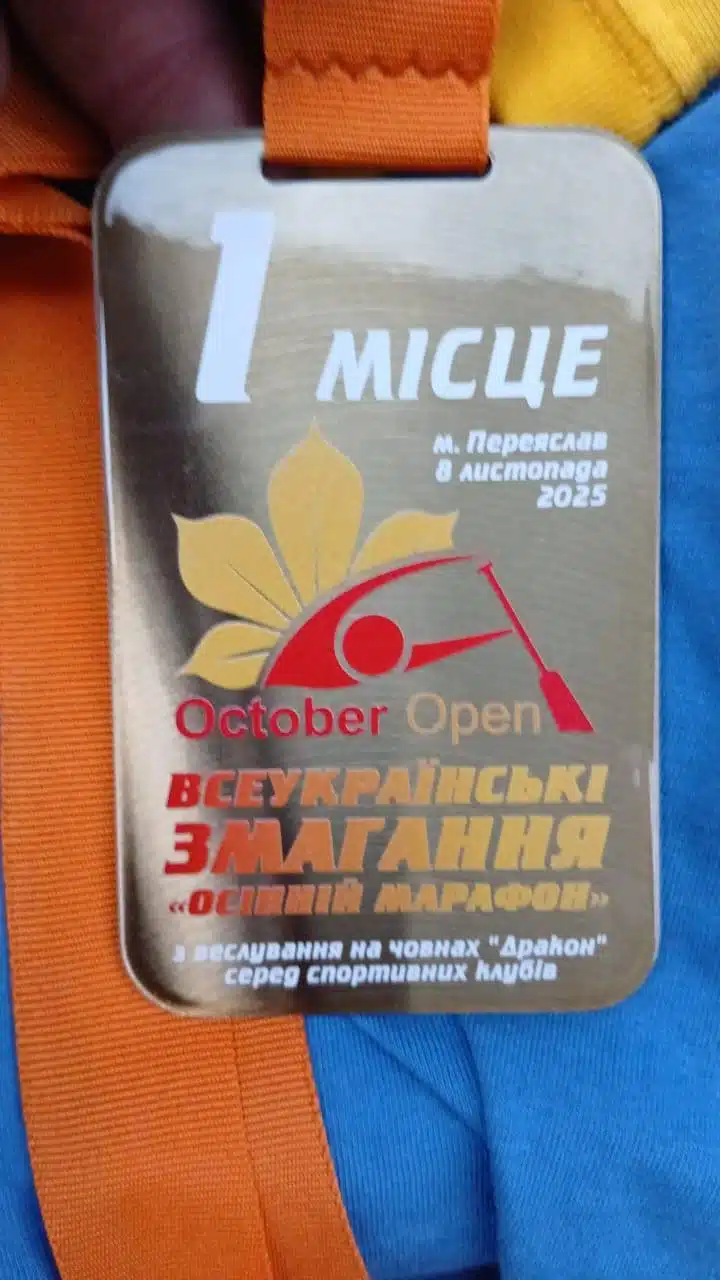 1 МІСЦЕ
м. Переяслав
8 листопада
2025
October Open
ВСЕУКРАЇНСЬКІ
ЗМАГАННЯ
«ОСІННІЙ МАРАФОН»
з веслування на човнах "Дракон"
серед спортивних клубів